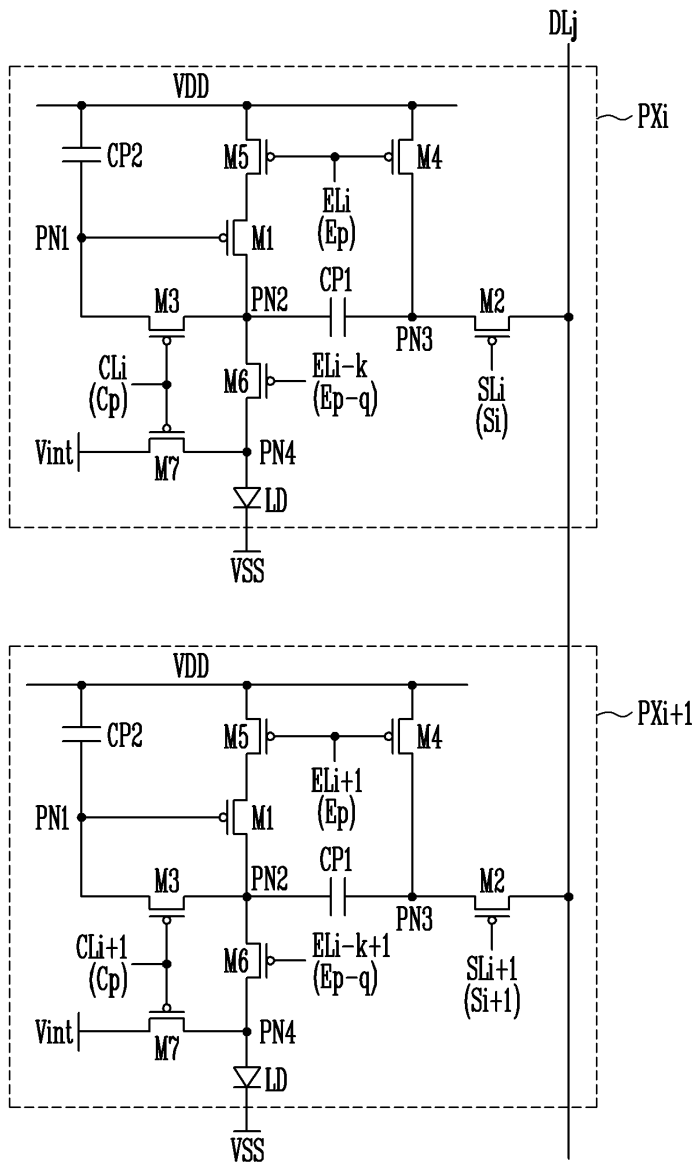 DLj
VDD
PXi
CP2
M5
M4
ELi
(Ep)
PN1
M1
CP1
M3
PN2
M2
PN3
CLi
(Cp)
M6
ELi-k
(Ep-q)
SLi
(Si)
Vint
M7
PN4
LD
VSS
VDD
PXi+1
CP2
M5
M4
ELi+1
(Ep)
PN1
M1
CP1
M3
PN2
M2
PN3
CLi+1
(Cp)
M6
ELi-k+1
(Ep-q)
SLi+1
(Si+1)
Vint
M7
PN4
LD
VSS